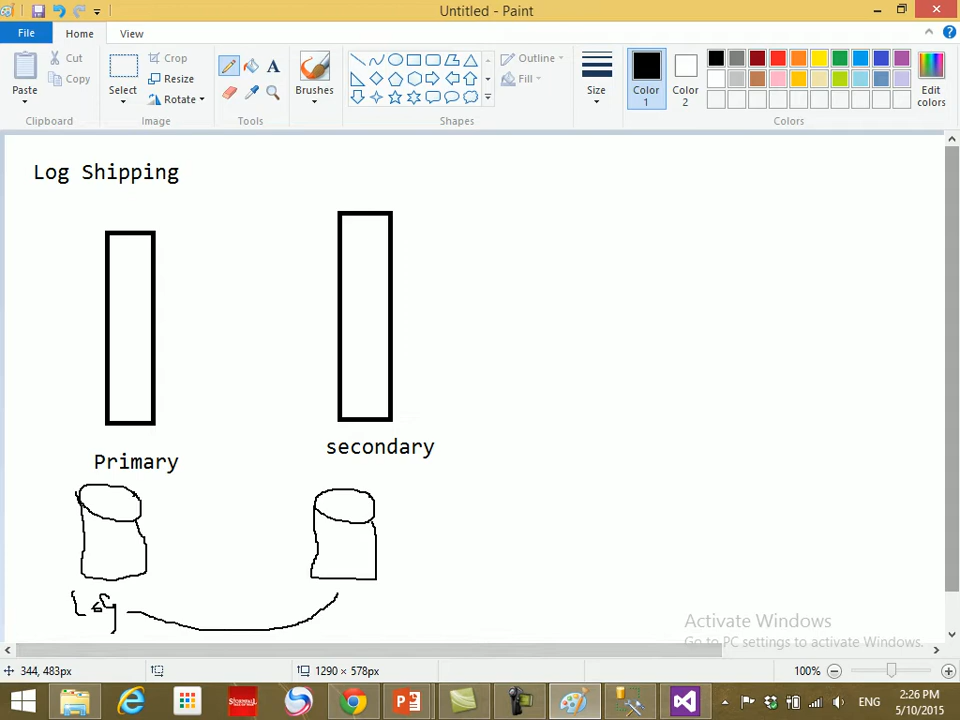 Untitled - Paint
File
Home
View
Cut
Crop
Copy
Resize
Paste
Select
Rotate
Brushes
Outline
Fill
Size
Color 1
Color 2
Edit colors
Clipboard
Image
Tools
Shapes
Colors
Log Shipping
Primary
secondary
Log
Activate Windows
Go to PC settings to activate Windows.
344, 483px
1290 × 578px
100%
ENG
2:26 PM
5/10/2015